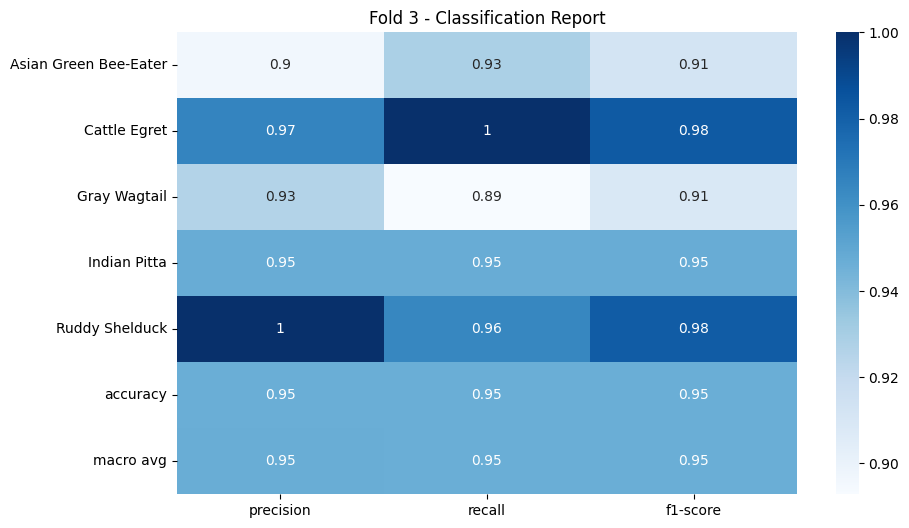 Fold 3 - Classification Report
Asian Green Bee-Eater 0.9 0.93 0.91
Cattle Egret 0.97 1 0.98
Gray Wagtail 0.93 0.89 0.91
Indian Pitta 0.95 0.95 0.95
Ruddy Shelduck 1 0.96 0.98
accuracy 0.95 0.95 0.95
macro avg 0.95 0.95 0.95
precision recall f1-score
1.00
0.98
0.96
0.94
0.92
0.90